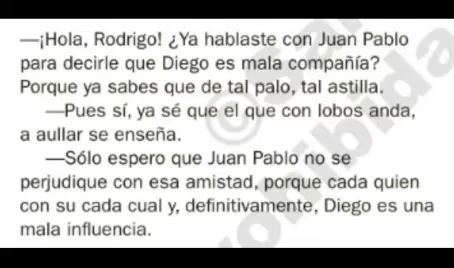 —¡Hola, Rodrigo! ¿Ya hablaste con Juan Pablo
para decirle que Diego es mala compañía?
Porque ya sabes que de tal palo, tal astilla.
—Pues sí, ya sé que el que con lobos anda,
a aullar se enseña.
—Sólo espero que Juan Pablo no se
perjudique con esa amistad, porque cada quien
con su cada cual y, definitivamente, Diego es una
mala influencia.